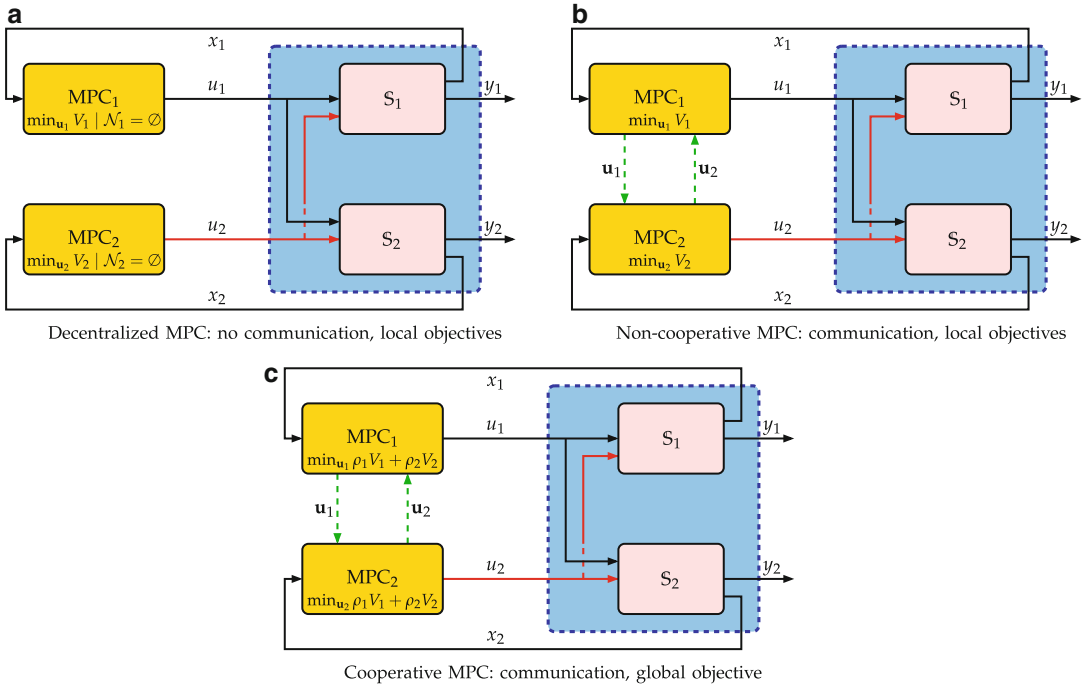 a
x₁
MPC₁
min_𝐮₁ V₁ | 𝒩₁ = ∅
u₁
S₁
y₁
MPC₂
min_𝐮₂ V₂ | 𝒩₂ = ∅
u₂
S₂
y₂
x₂
Decentralized MPC: no communication, local objectives
b
x₁
MPC₁
min_𝐮₁ V₁
u₁
S₁
y₁
𝐮₁
𝐮₂
MPC₂
min_𝐮₂ V₂
u₂
S₂
y₂
x₂
Non-cooperative MPC: communication, local objectives
c
x₁
MPC₁
min_𝐮₁ ρ₁V₁ + ρ₂V₂
u₁
S₁
y₁
𝐮₁
𝐮₂
MPC₂
min_𝐮₂ ρ₁V₁ + ρ₂V₂
u₂
S₂
y₂
x₂
Cooperative MPC: communication, global objective